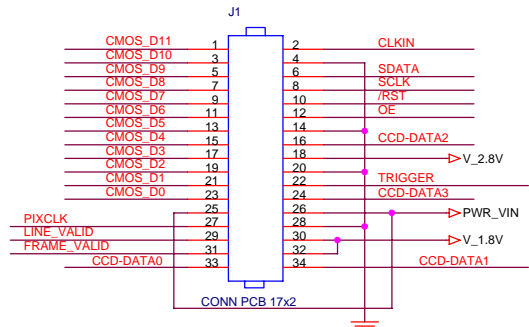 J1
CMOS_D11 1 2 CLKIN
CMOS_D10 3 4
CMOS_D9 5 6 SDATA
CMOS_D8 7 8 SCLK
CMOS_D7 9 10 /RST
CMOS_D6 11 12 OE
CMOS_D5 13 14
CMOS_D4 15 16 CCD-DATA2
CMOS_D3 17 18 V_2.8V
CMOS_D2 19 20
CMOS_D1 21 22 TRIGGER
CMOS_D0 23 24 CCD-DATA3
25 26 PWR_VIN
PIXCLK 27 28
LINE_VALID 29 30 V_1.8V
FRAME_VALID 31 32
CCD-DATA0 33 34 CCD-DATA1
CONN PCB 17x2